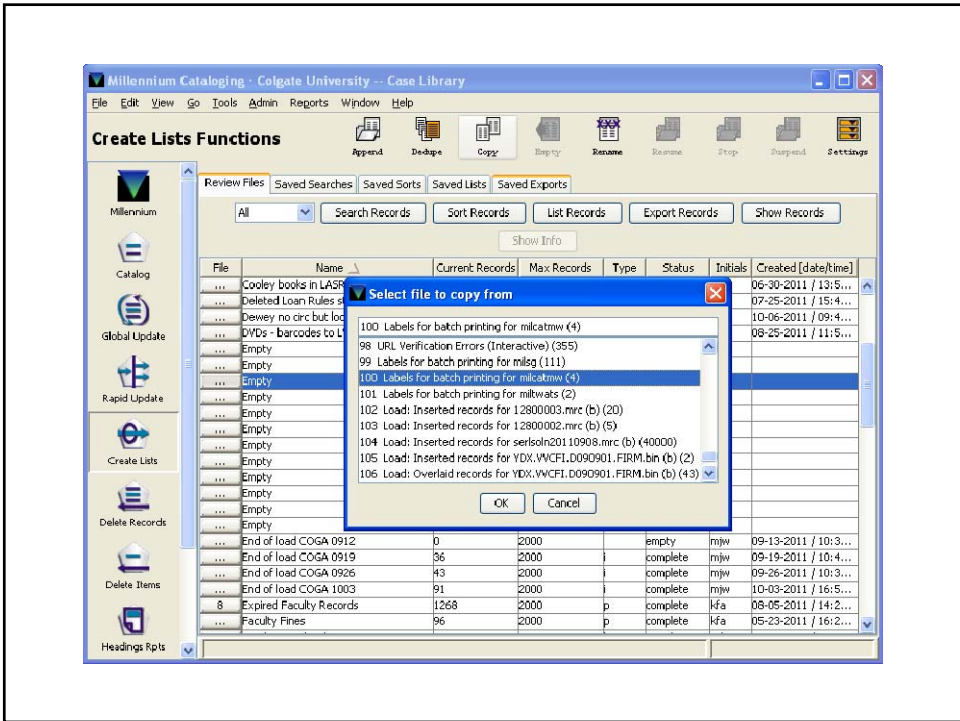 Millennium Cataloging · Colgate University -- Case Library
File Edit View Go Tools Admin Reports Window Help
Create Lists Functions
Append Dedupe Copy Empty Rename Resume Stop Suspend Settings
Millennium
Catalog
Global Update
Rapid Update
Create Lists
Delete Records
Delete Items
Headings Rpts
Review Files Saved Searches Saved Sorts Saved Lists Saved Exports
All Search Records Sort Records List Records Export Records Show Records
Show Info
File Name Current Records Max Records Type Status Initials Created [date/time]
... Cooley books in LASR 06-30-2011 / 13:5...
... Deleted Loan Rules s 07-25-2011 / 15:4...
... Dewey no circ but loc 10-06-2011 / 09:4...
... DVDs - barcodes to L 08-25-2011 / 11:5...
... Empty
... Empty
... Empty
... Empty
... Empty
... Empty
... Empty
... Empty
... Empty
... Empty
... Empty
... Empty
... End of load COGA 0912 0 2000 empty mjw 09-13-2011 / 10:3...
... End of load COGA 0919 36 2000 i complete mjw 09-19-2011 / 10:4...
... End of load COGA 0926 43 2000 i complete mjw 09-26-2011 / 10:3...
... End of load COGA 1003 91 2000 i complete mjw 10-03-2011 / 16:5...
8 Expired Faculty Records 1268 2000 p complete kfa 08-05-2011 / 14:2...
... Faculty Fines 96 2000 p complete kfa 05-23-2011 / 16:2...
Select file to copy from
100 Labels for batch printing for milcatmw (4)
98 URL Verification Errors (Interactive) (355)
99 Labels for batch printing for milsg (111)
100 Labels for batch printing for milcatmw (4)
101 Labels for batch printing for miltwats (2)
102 Load: Inserted records for 12800003.mrc (b) (20)
103 Load: Inserted records for 12800002.mrc (b) (5)
104 Load: Inserted records for serlsoln20110908.mrc (b) (40000)
105 Load: Inserted records for YDX.VWCFI.D090901.FIRM.bin (b) (2)
106 Load: Overlaid records for YDX.VWCFI.D090901.FIRM.bin (b) (43)
OK Cancel